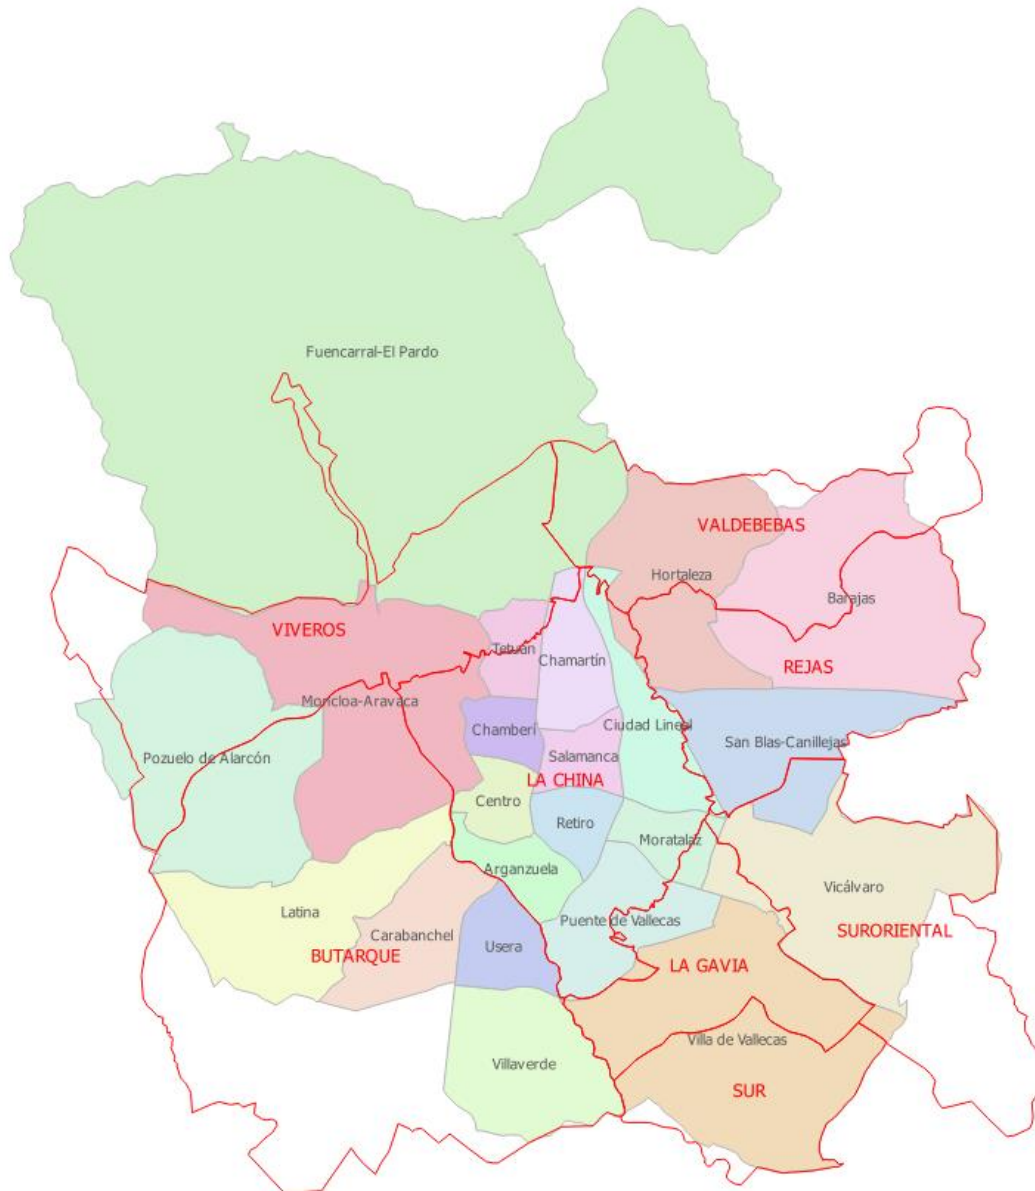 Fuencarral-El Pardo
VALDEBEBAS
Hortaleza
Barajas
VIVEROS
Tetuán
Chamartín
REJAS
Moncloa-Aravaca
Chamberí
Ciudad Lineal
San Blas-Canillejas
Pozuelo de Alarcón
Salamanca
LA CHINA
Centro
Retiro
Moratalaz
Arganzuela
Vicálvaro
Latina
Puente de Vallecas
Carabanchel
SURORIENTAL
Usera
BUTARQUE
LA GAVIA
Villa de Vallecas
Villaverde
SUR